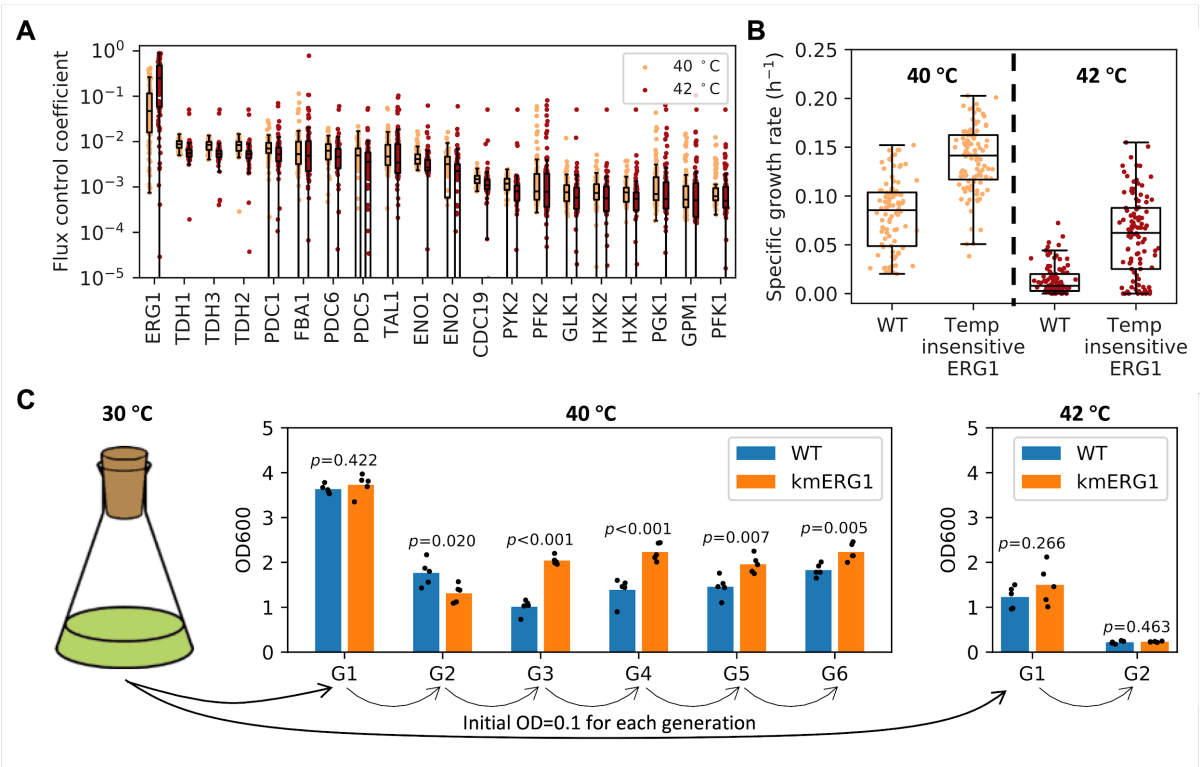 A
Flux control coefficient
10⁰
10⁻¹
10⁻²
10⁻³
10⁻⁴
10⁻⁵
40 °C
42 °C
ERG1
TDH1
TDH3
TDH2
PDC1
FBA1
PDC6
PDC5
TAL1
ENO1
ENO2
CDC19
PYK2
PFK2
GLK1
HXK2
HXK1
PGK1
GPM1
PFK1
B
Specific growth rate (h⁻¹)
0.25
0.20
0.15
0.10
0.05
0.00
40 °C
42 °C
WT
Temp
insensitive
ERG1
WT
Temp
insensitive
ERG1
C
30 °C
40 °C
OD600
5
4
3
2
1
0
WT
kmERG1
p=0.422
p=0.020
p<0.001
p<0.001
p=0.007
p=0.005
G1
G2
G3
G4
G5
G6
42 °C
OD600
5
4
3
2
1
0
WT
kmERG1
p=0.266
p=0.463
G1
G2
Initial OD=0.1 for each generation